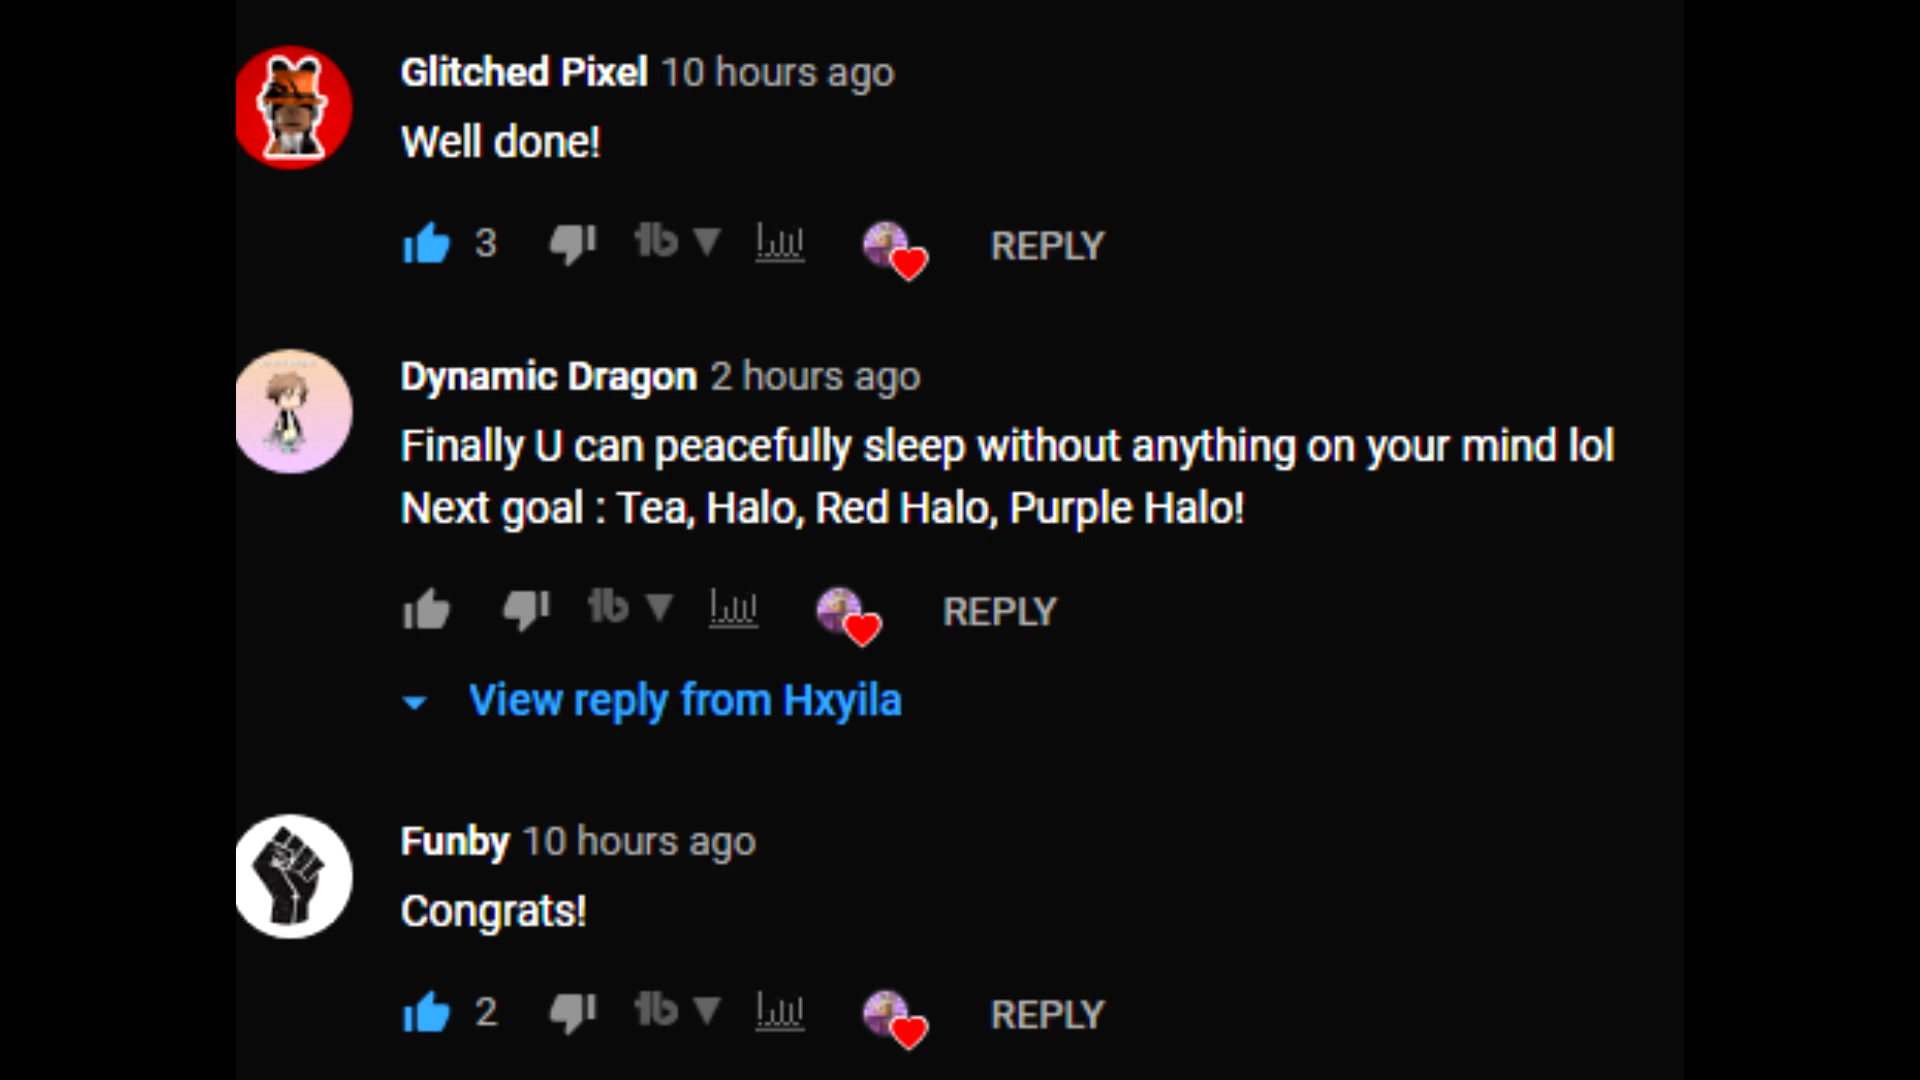 Glitched Pixel 10 hours ago
Well done!
3 REPLY
Dynamic Dragon 2 hours ago
Finally U can peacefully sleep without anything on your mind lol
Next goal : Tea, Halo, Red Halo, Purple Halo!
REPLY
View reply from Hxyila
Funby 10 hours ago
Congrats!
2 REPLY